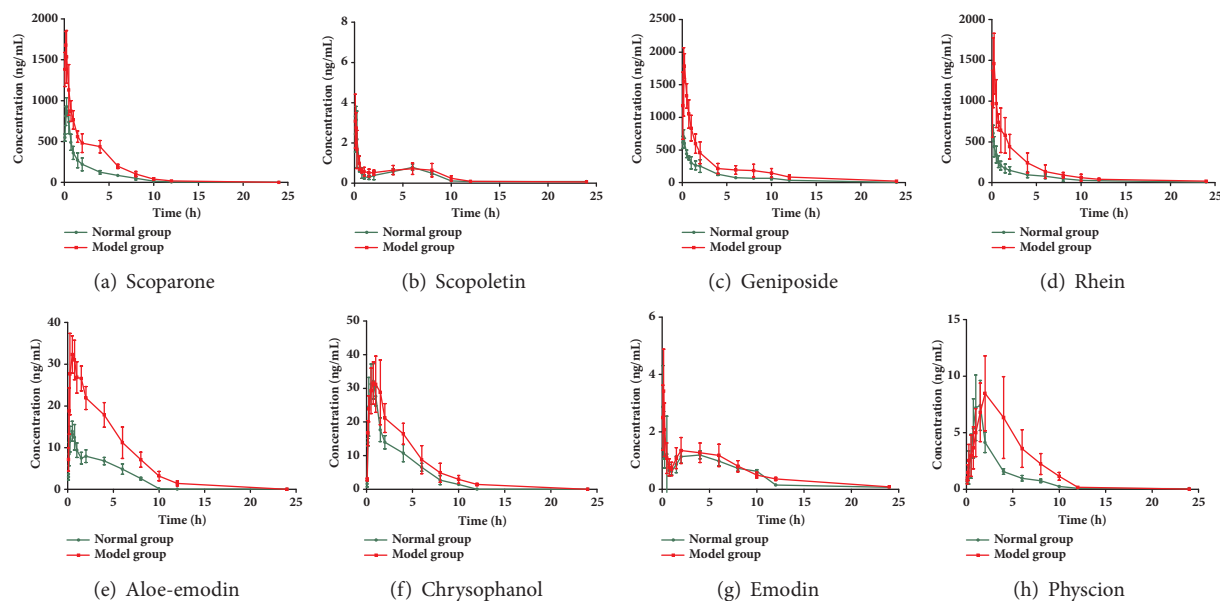 2000
1500
1000
500
0
Concentration (ng/mL)
0 5 10 15 20 25
Time (h)
Normal group
Model group
(a) Scoparone
8
6
4
2
0
Concentration (ng/mL)
0 5 10 15 20 25
Time (h)
Normal group
Model group
(b) Scopoletin
2500
2000
1500
1000
500
0
Concentration (ng/mL)
0 5 10 15 20 25
Time (h)
Normal group
Model group
(c) Geniposide
2000
1500
1000
500
0
Concentration (ng/mL)
0 5 10 15 20 25
Time (h)
Normal group
Model group
(d) Rhein
40
30
20
10
0
Concentration (ng/mL)
0 5 10 15 20 25
Time (h)
Normal group
Model group
(e) Aloe-emodin
50
40
30
20
10
0
Concentration (ng/mL)
0 5 10 15 20 25
Time (h)
Normal group
Model group
(f) Chrysophanol
6
4
2
0
Concentration (ng/mL)
0 5 10 15 20 25
Time (h)
Normal group
Model group
(g) Emodin
15
10
5
0
Concentration (ng/mL)
0 5 10 15 20 25
Time (h)
Normal group
Model group
(h) Physcion